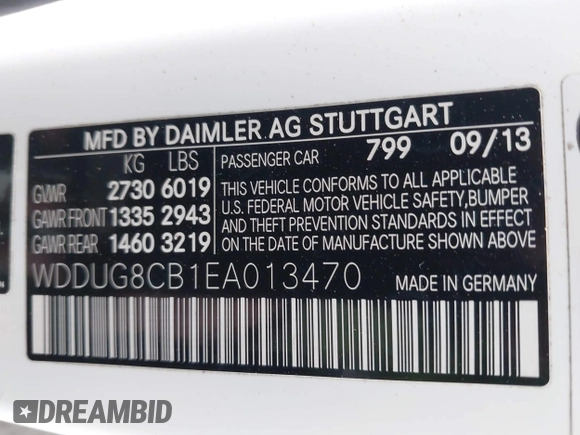 MFD BY DAIMLER AG STUTTGART
KG LBS
PASSENGER CAR 799 09/13
GVWR 2730 6019
GAWR FRONT 1335 2943
GAWR REAR 1460 3219
THIS VEHICLE CONFORMS TO ALL APPLICABLE
U.S. FEDERAL MOTOR VEHICLE SAFETY,BUMPER
AND THEFT PREVENTION STANDARDS IN EFFECT
ON THE DATE OF MANUFACTURE SHOWN ABOVE.
WDDUG8CB1EA013470
MADE IN GERMANY
DREAMBID